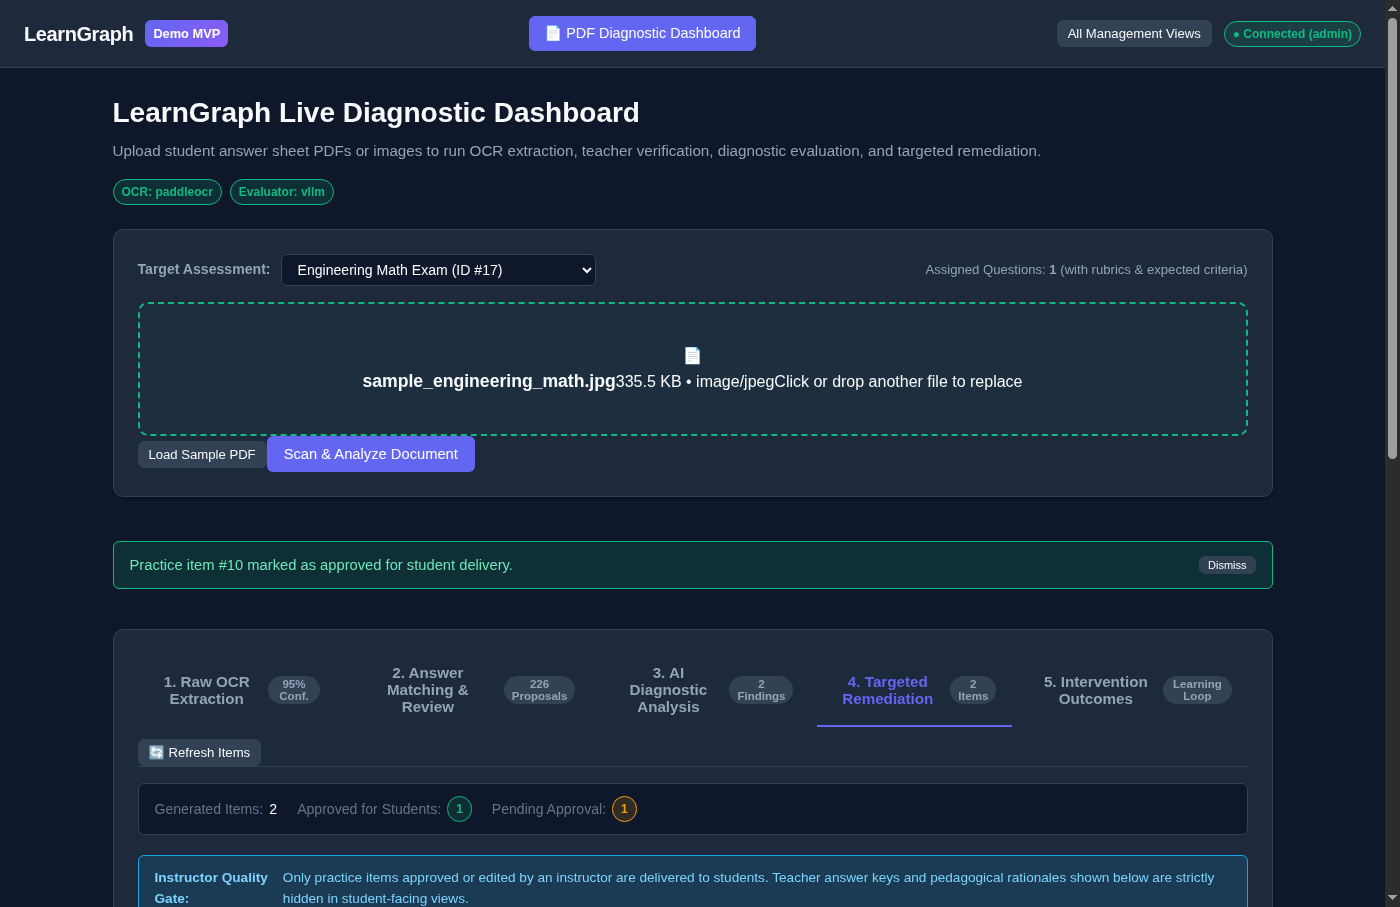 LearnGraph
Demo MVP
📄 PDF Diagnostic Dashboard
All Management Views
● Connected (admin)
LearnGraph Live Diagnostic Dashboard
Upload student answer sheet PDFs or images to run OCR extraction, teacher verification, diagnostic evaluation, and targeted remediation.
OCR: paddleocr
Evaluator: vllm
Target Assessment:
Engineering Math Exam (ID #17)
Assigned Questions: 1 (with rubrics & expected criteria)
📄
sample_engineering_math.jpg335.5 KB • image/jpegClick or drop another file to replace
Load Sample PDF
Scan & Analyze Document
Practice item #10 marked as approved for student delivery.
Dismiss
1. Raw OCR
Extraction
95%
Conf.
2. Answer
Matching &
Review
226
Proposals
3. AI
Diagnostic
Analysis
2
Findings
4. Targeted
Remediation
2
Items
5. Intervention
Outcomes
Learning
Loop
🔄 Refresh Items
Generated Items: 2
Approved for Students: 1
Pending Approval: 1
Instructor Quality
Gate:
Only practice items approved or edited by an instructor are delivered to students. Teacher answer keys and pedagogical rationales shown below are strictly
hidden in student-facing views.